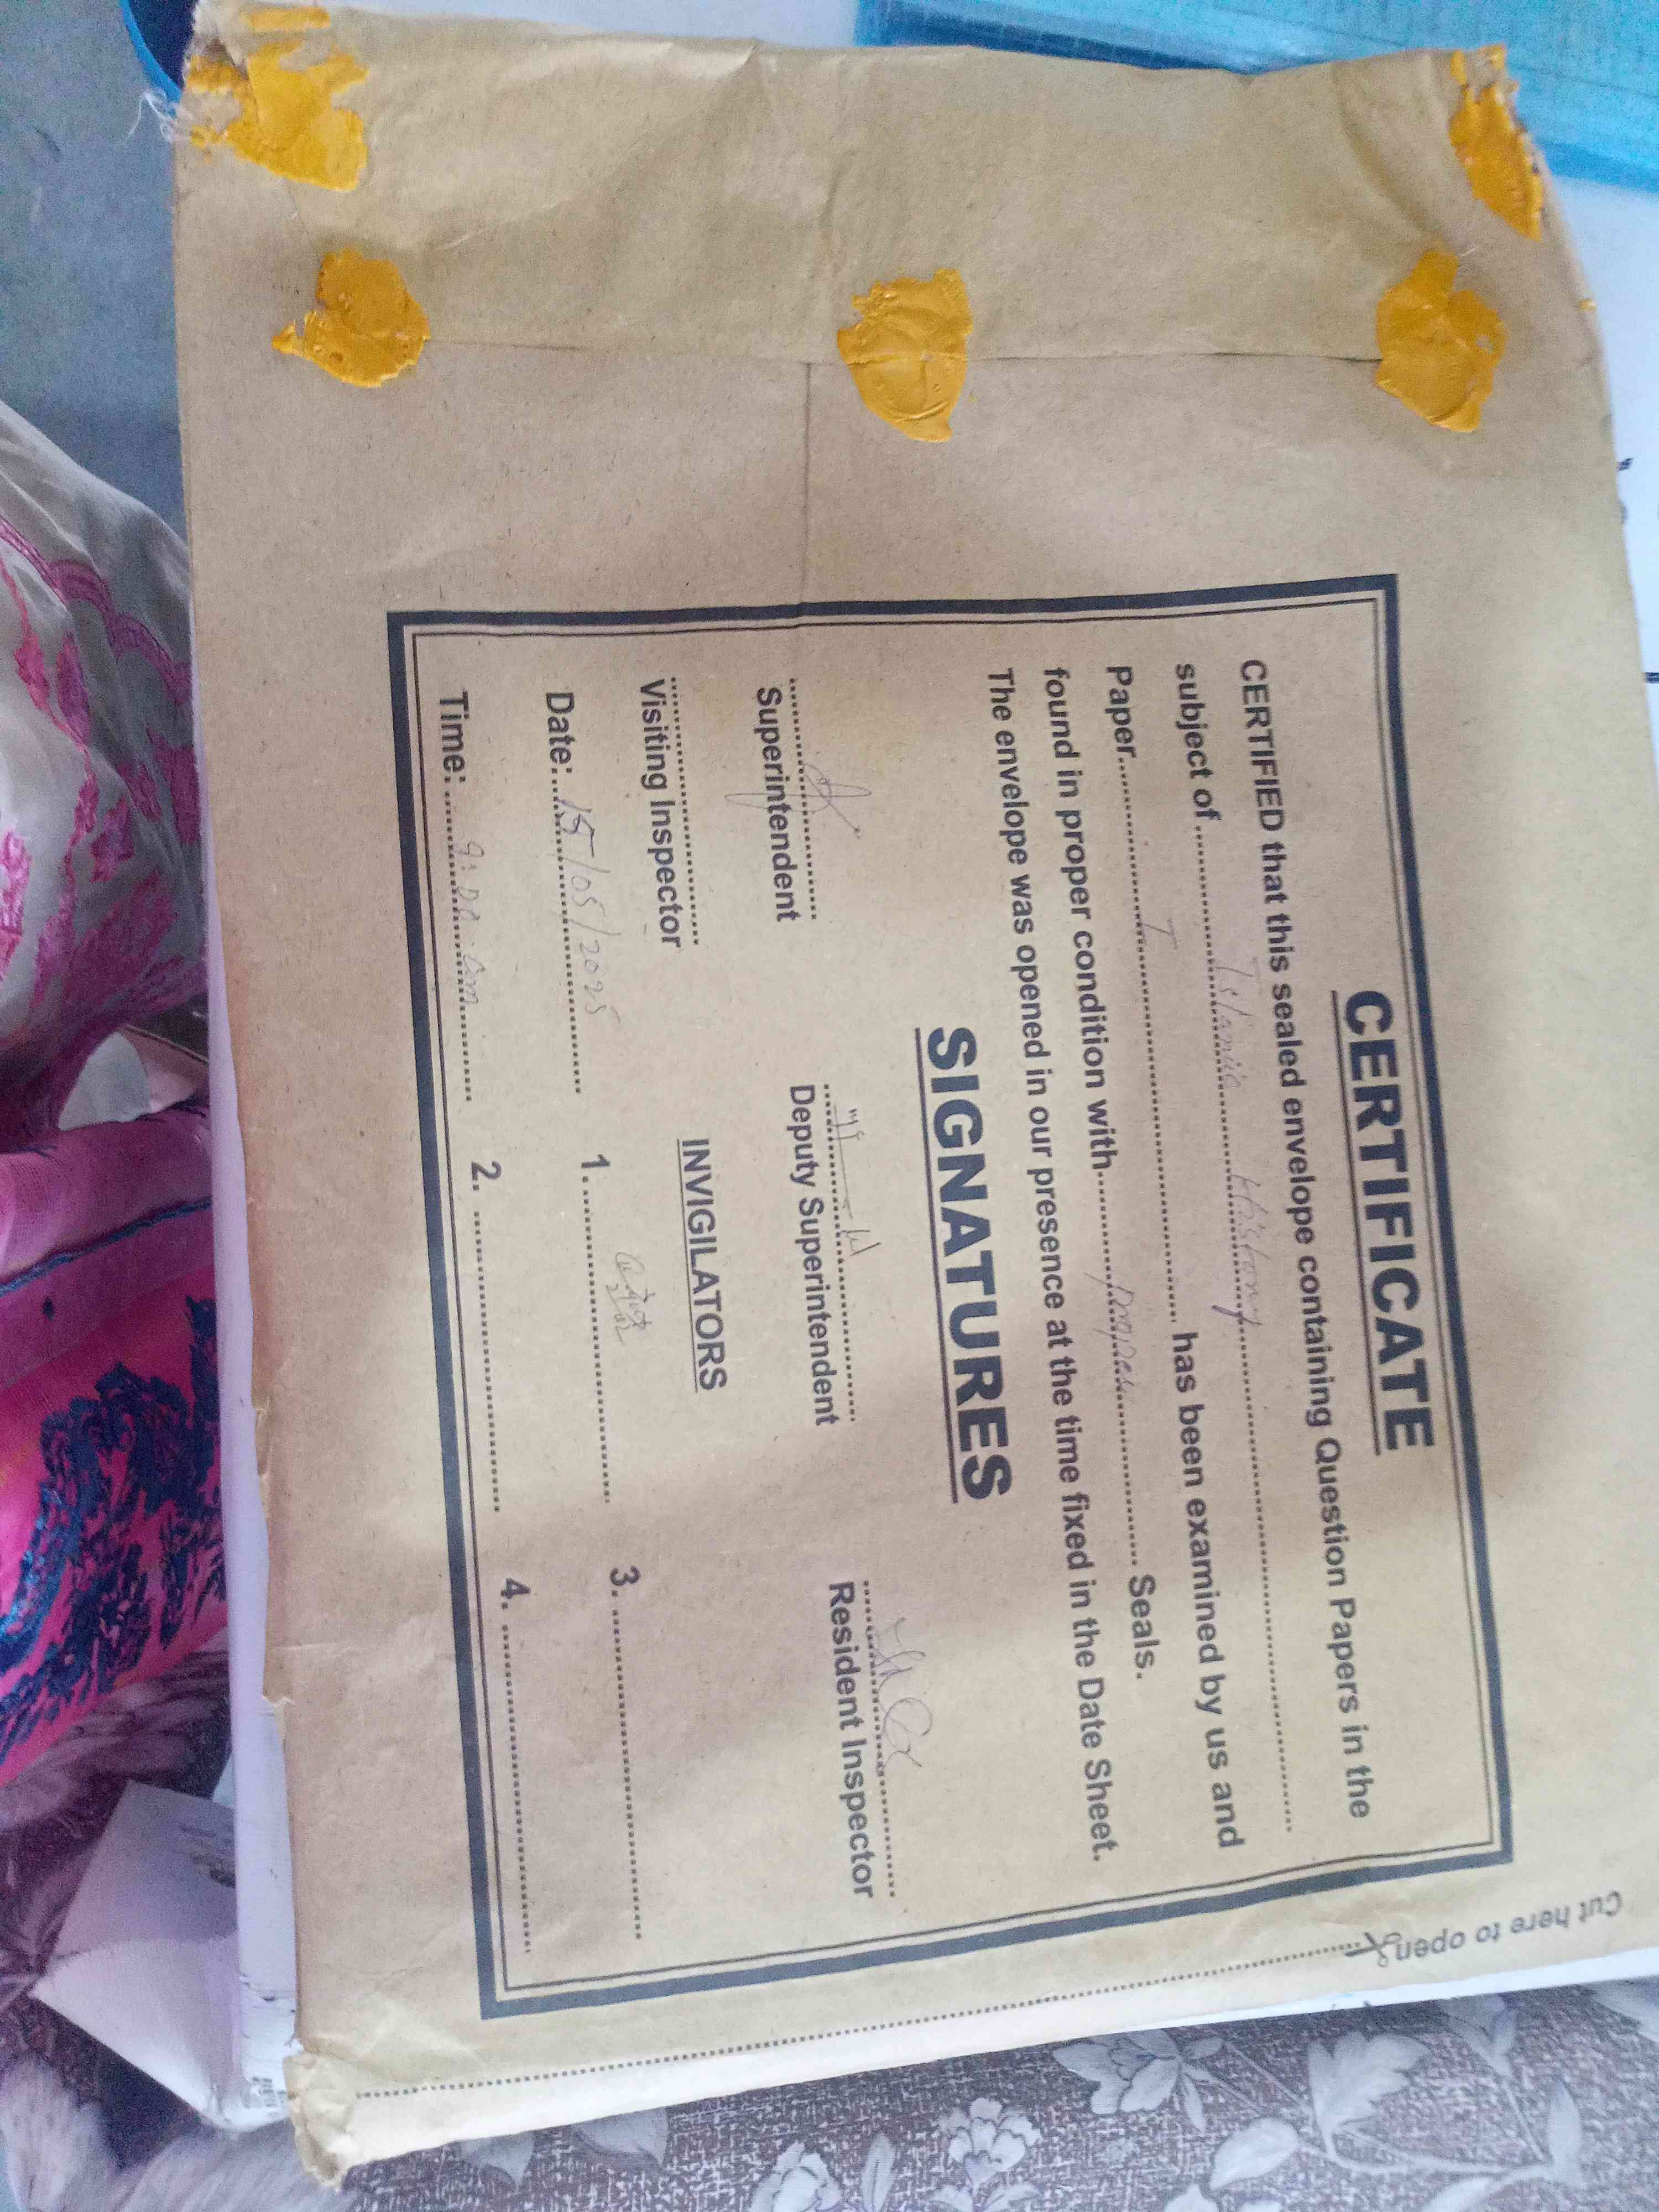 CERTIFICATE
CERTIFIED that this sealed envelope containing Question Papers in the
subject of Islamic History
Paper I has been examined by us and
found in proper condition with proper Seals.
The envelope was opened in our presence at the time fixed in the Date Sheet.
SIGNATURES
Superintendent Deputy Superintendent Resident Inspector
Visiting Inspector INVIGILATORS
Date: 15/05/2025 1. 3.
Time: 9:00 am 2. 4.
Cut here to open